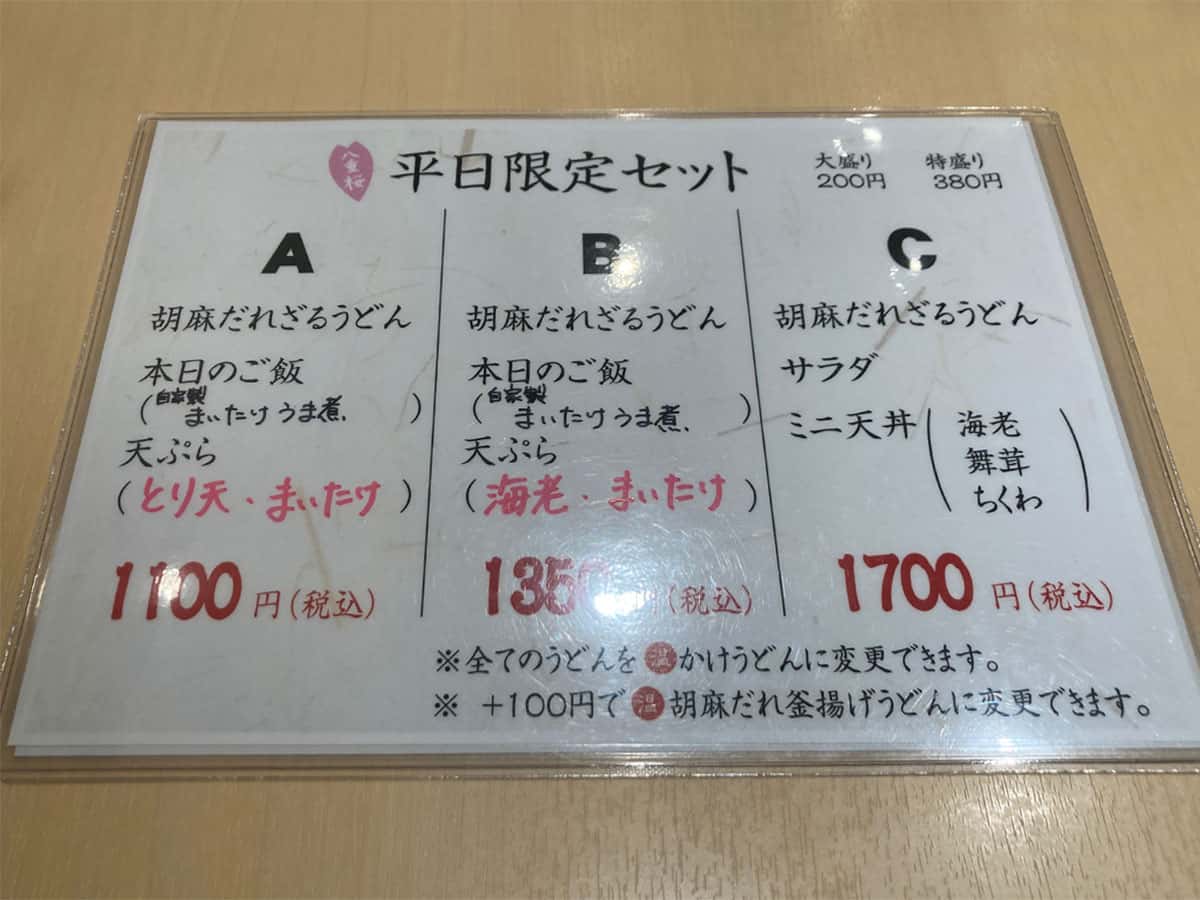 八重桜
平日限定セット
大盛り 特盛り
200円 380円
A
胡麻だれざるうどん
本日のご飯
(自家製 まいたけうま煮、)
天ぷら
(とり天・まいたけ)
1100円(税込)
B
胡麻だれざるうどん
本日のご飯
(自家製 まいたけうま煮、)
天ぷら
(海老・まいたけ)
1350円(税込)
C
胡麻だれざるうどん
サラダ
ミニ天丼
(海老
舞茸
ちくわ)
1700円(税込)
※全てのうどんを温かけうどんに変更できます。
※ +100円で温胡麻だれ釜揚げうどんに変更できます。